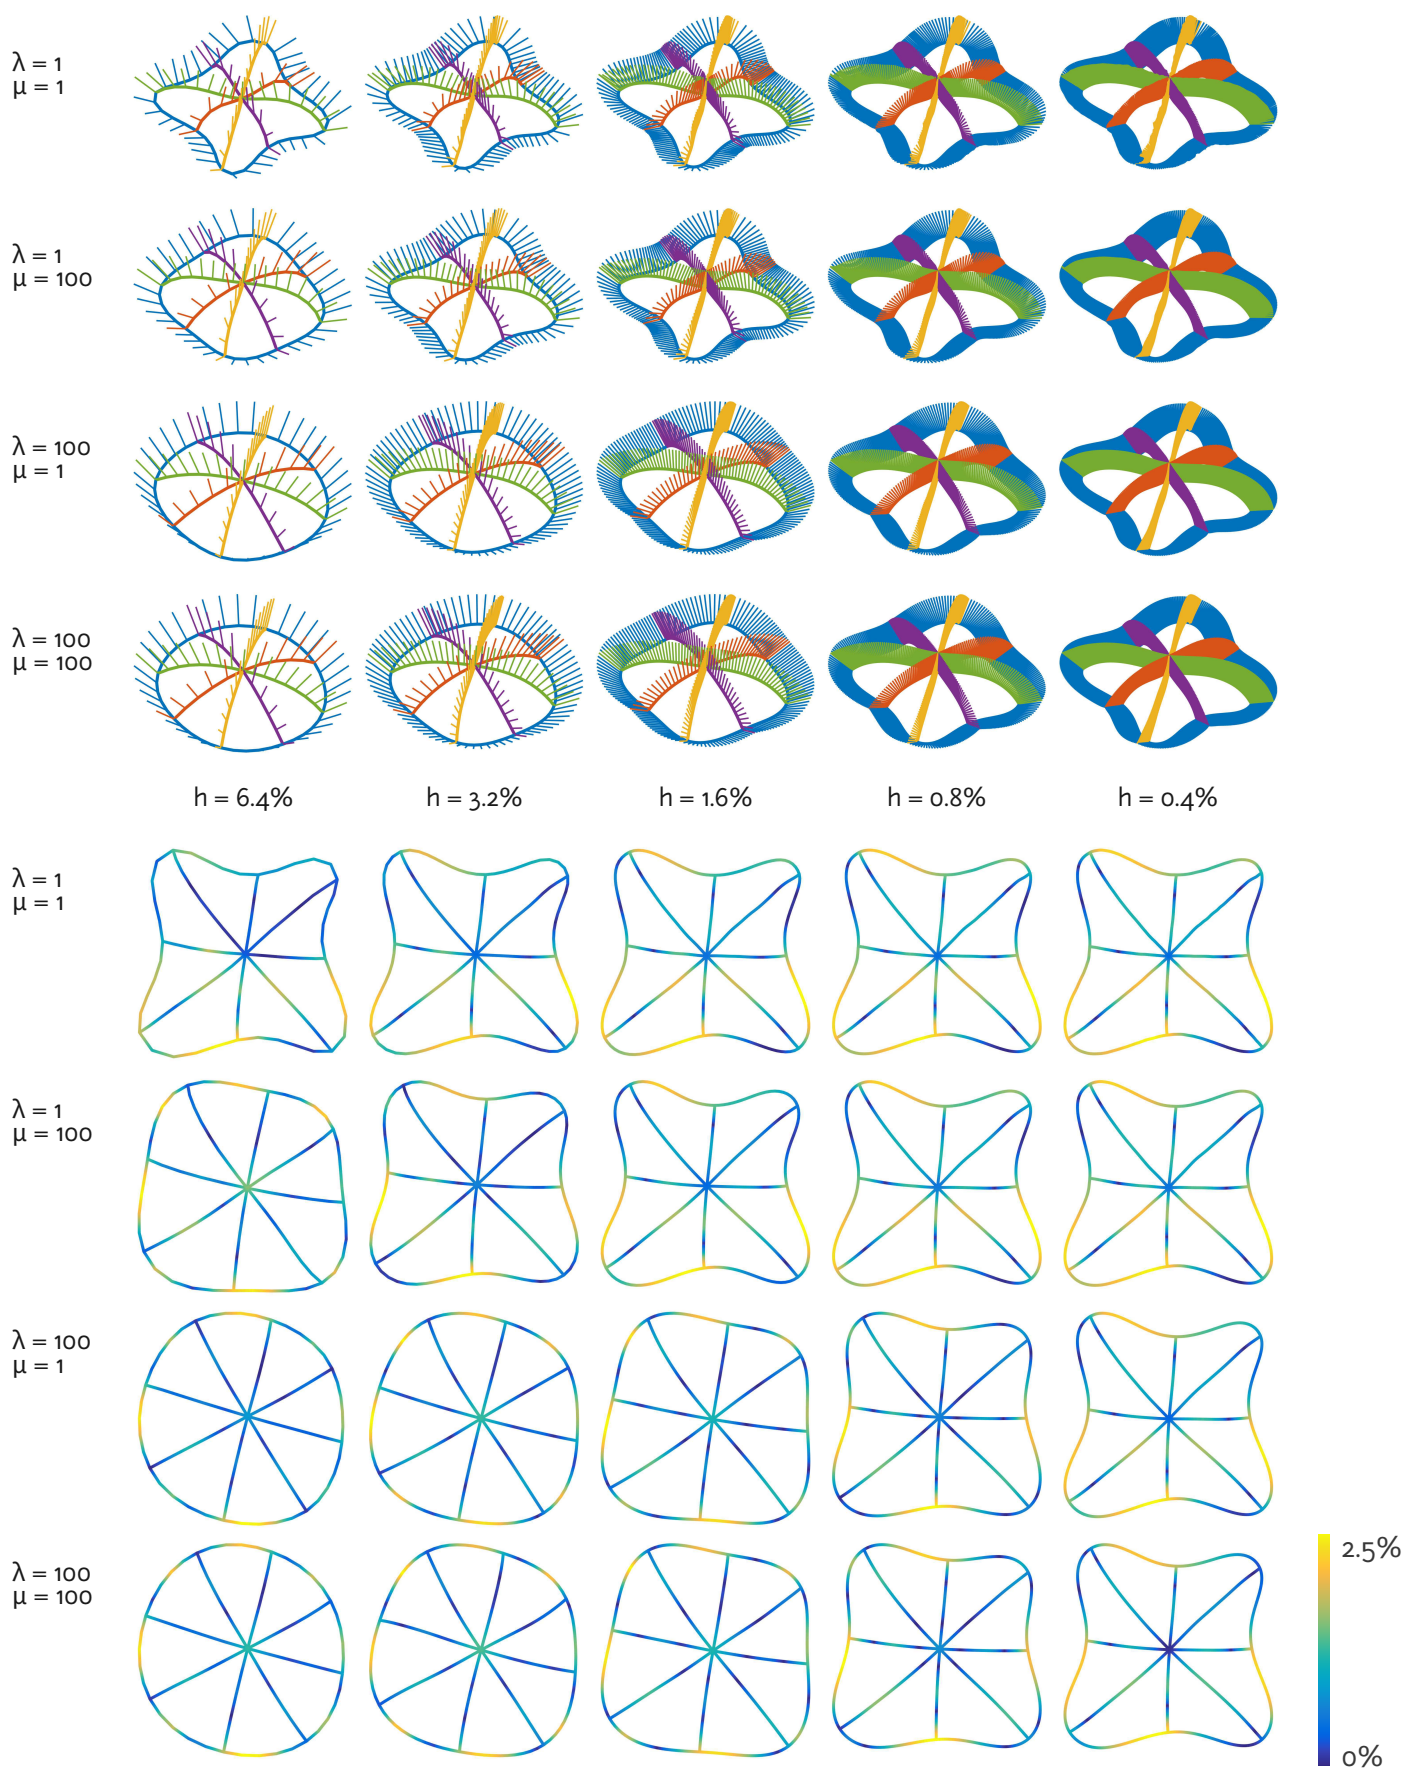 λ = 1
μ = 1
λ = 1
μ = 100
λ = 100
μ = 1
λ = 100
μ = 100
h = 6.4% h = 3.2% h = 1.6% h = 0.8% h = 0.4%
λ = 1
μ = 1
λ = 1
μ = 100
λ = 100
μ = 1
λ = 100
μ = 100
2.5%
0%